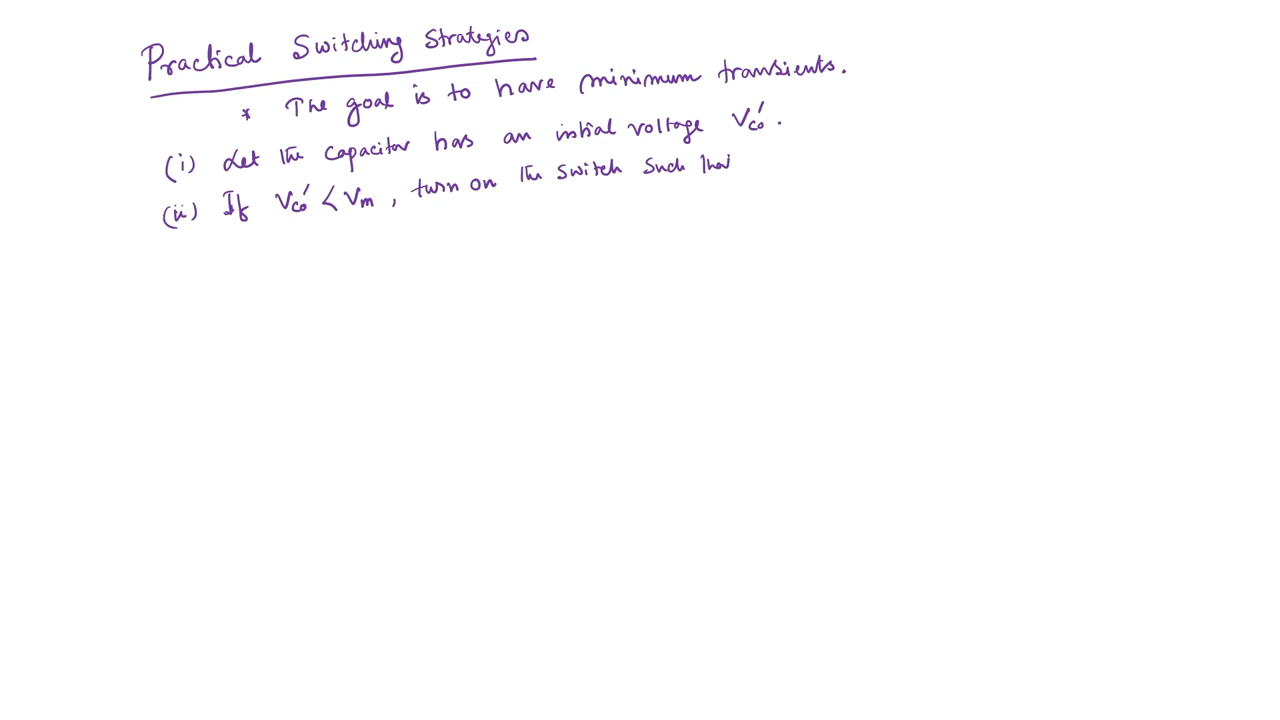 Practical Switching Strategies
* The goal is to have minimum transients.
(i) Let the capacitor has an initial voltage Vco'.
(ii) If Vco' < Vm, turn on the switch such that